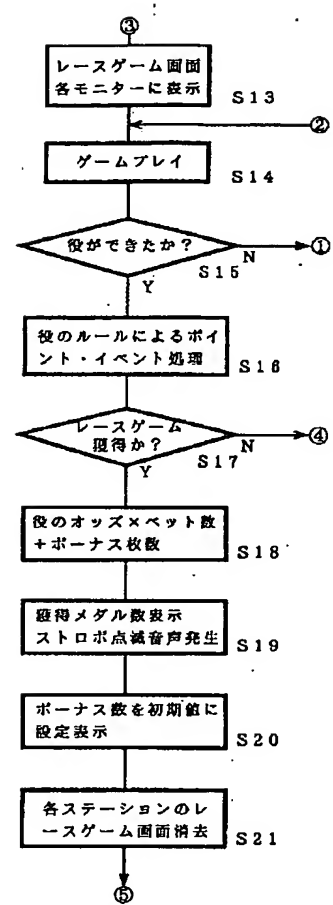 ③
レースゲーム画面
各モニターに表示
S13
②
ゲームプレイ
S14
役ができたか?
N
①
S15
Y
役のルールによるポイ
ント・イベント処理
S16
レースゲーム
獲得か?
N
④
S17
Y
役のオッズ×ベット数
+ボーナス枚数
S18
獲得メダル数表示
ストロボ点滅音声発生
S19
ボーナス数を初期値に
設定表示
S20
各ステーションのレ
ースゲーム画面消去
S21
⑤